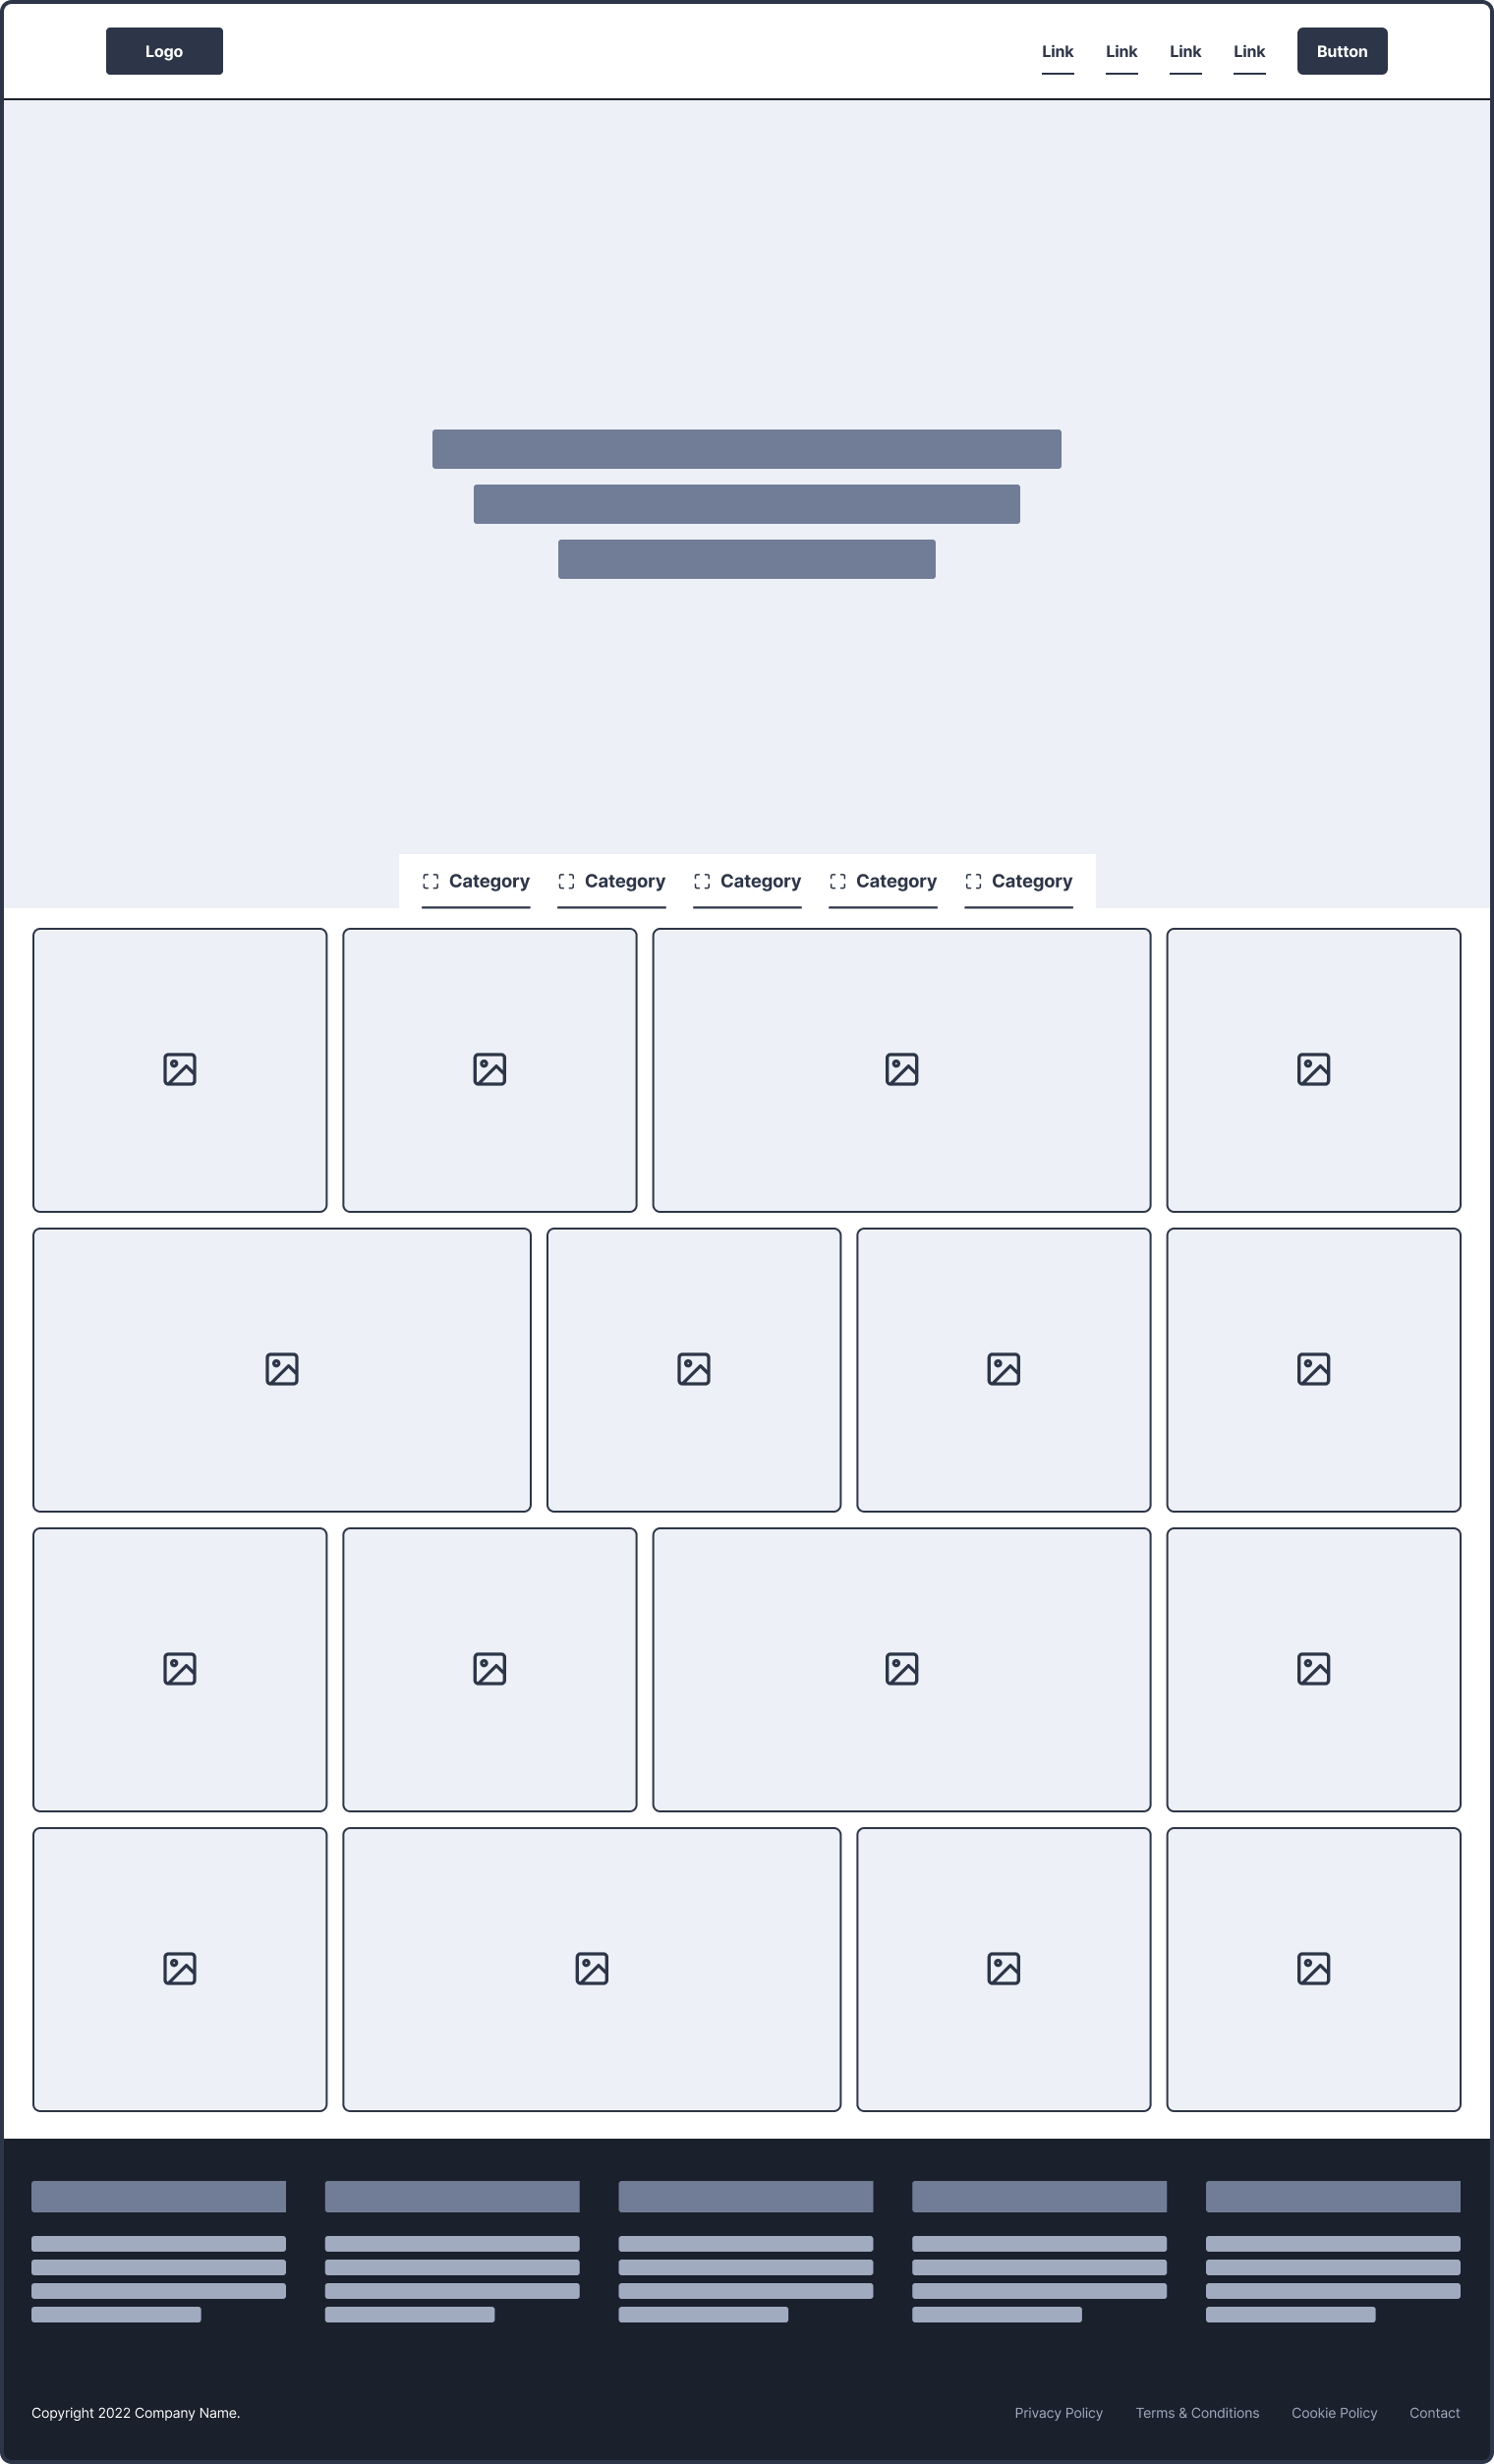 Logo
Link Link Link Link Button
Category Category Category Category Category
Copyright 2022 Company Name.
Privacy Policy Terms & Conditions Cookie Policy Contact